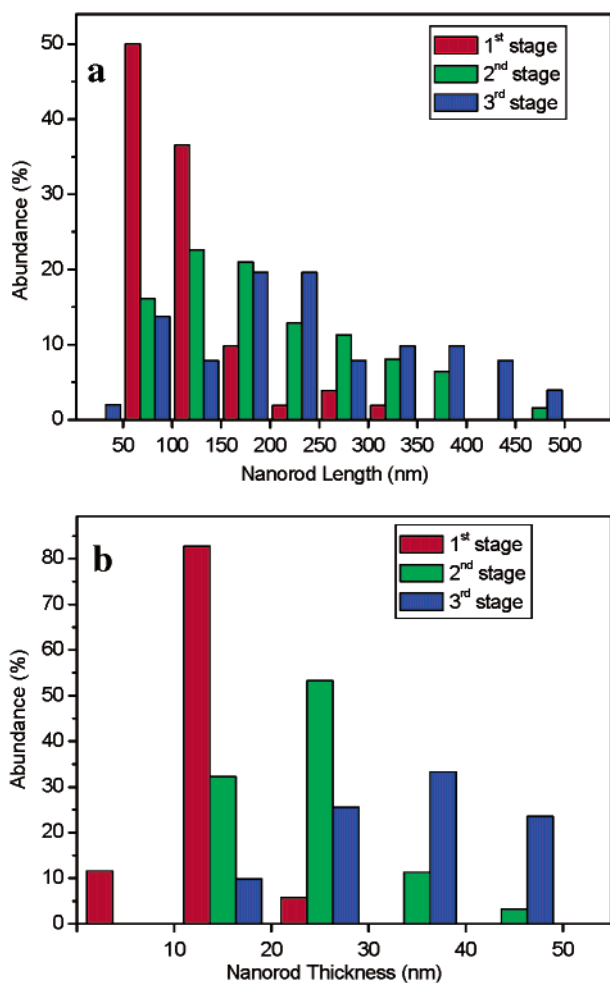 a
1st stage
2nd stage
3rd stage
Abundance (%)
50
40
30
20
10
0
50 100 150 200 250 300 350 400 450 500
Nanorod Length (nm)
b
1st stage
2nd stage
3rd stage
Abundance (%)
80
70
60
50
40
30
20
10
0
10 20 30 40 50
Nanorod Thickness (nm)